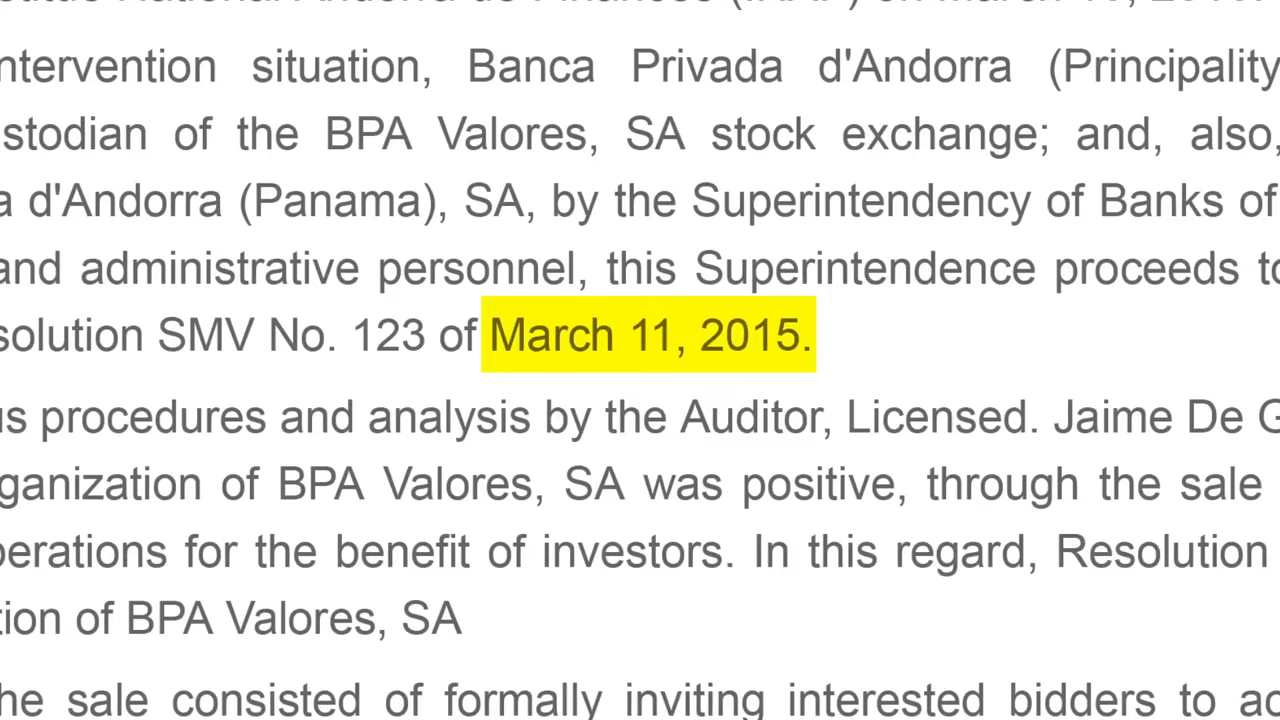 intervention situation, Banca Privada d'Andorra (Principality
stodian of the BPA Valores, SA stock exchange; and, also,
a d'Andorra (Panama), SA, by the Superintendency of Banks of
and administrative personnel, this Superintendence proceeds to
solution SMV No. 123 of March 11, 2015.
us procedures and analysis by the Auditor, Licensed. Jaime De G
ganization of BPA Valores, SA was positive, through the sale
perations for the benefit of investors. In this regard, Resolution
tion of BPA Valores, SA
he sale consisted of formally inviting interested bidders to